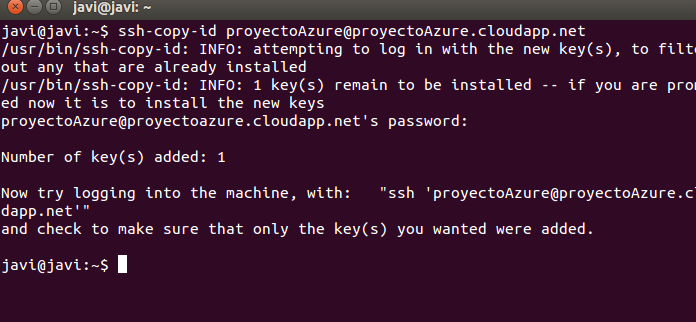 javi@javi: ~
javi@javi:~$ ssh-copy-id proyectoAzure@proyectoAzure.cloudapp.net
/usr/bin/ssh-copy-id: INFO: attempting to log in with the new key(s), to filte
out any that are already installed
/usr/bin/ssh-copy-id: INFO: 1 key(s) remain to be installed -- if you are prom
ed now it is to install the new keys
proyectoAzure@proyectoazure.cloudapp.net's password:
Number of key(s) added: 1
Now try logging into the machine, with:   "ssh 'proyectoAzure@proyectoAzure.cl
dapp.net'"
and check to make sure that only the key(s) you wanted were added.
javi@javi:~$